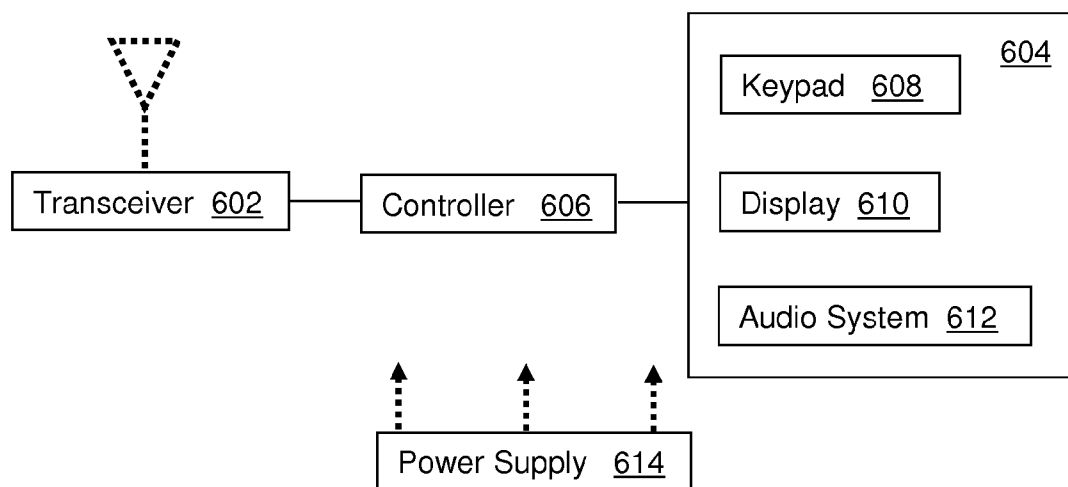 604
Keypad 608
Transceiver 602
Controller 606
Display 610
Audio System 612
Power Supply 614